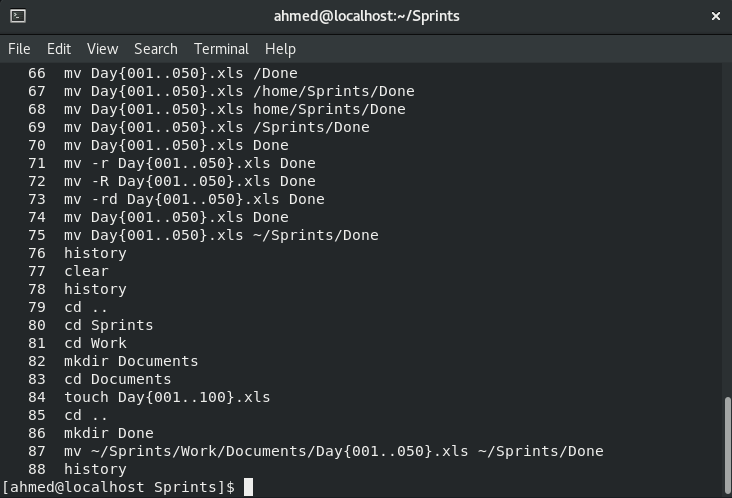 ahmed@localhost:~/Sprints
File Edit View Search Terminal Help
66 mv Day{001..050}.xls /Done
67 mv Day{001..050}.xls /home/Sprints/Done
68 mv Day{001..050}.xls home/Sprints/Done
69 mv Day{001..050}.xls /Sprints/Done
70 mv Day{001..050}.xls Done
71 mv -r Day{001..050}.xls Done
72 mv -R Day{001..050}.xls Done
73 mv -rd Day{001..050}.xls Done
74 mv Day{001..050}.xls Done
75 mv Day{001..050}.xls ~/Sprints/Done
76 history
77 clear
78 history
79 cd ..
80 cd Sprints
81 cd Work
82 mkdir Documents
83 cd Documents
84 touch Day{001..100}.xls
85 cd ..
86 mkdir Done
87 mv ~/Sprints/Work/Documents/Day{001..050}.xls ~/Sprints/Done
88 history
[ahmed@localhost Sprints]$